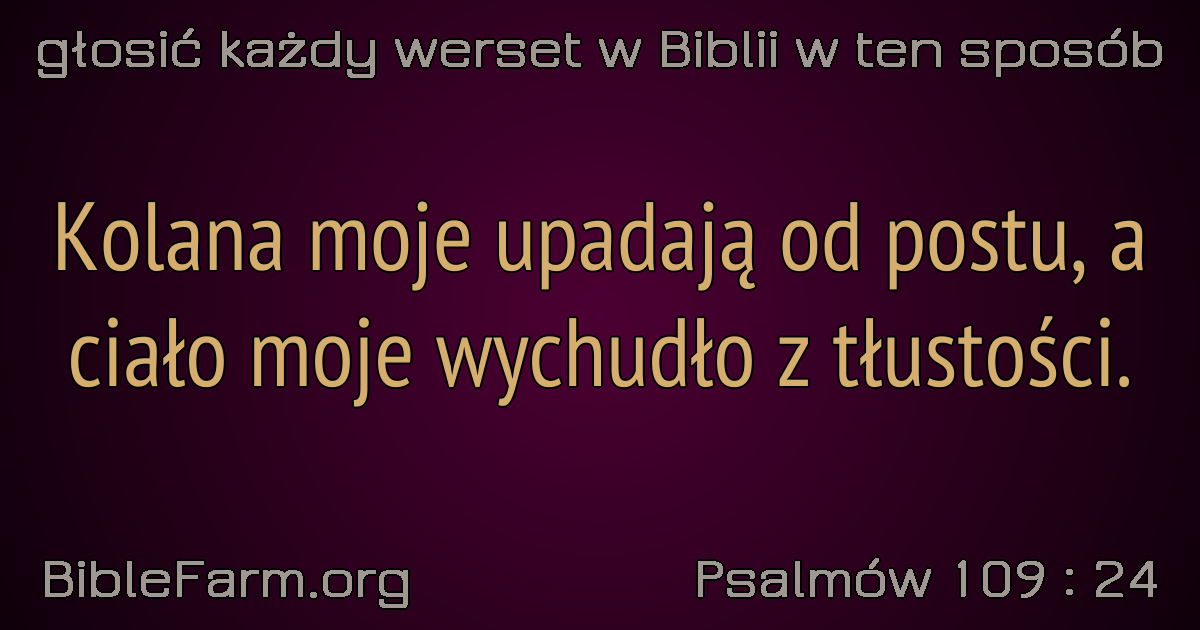 głosić każdy werset w Biblii w ten sposób
Kolana moje upadają od postu, a
ciało moje wychudło z tłustości.
BibleFarm.org
Psalmów 109 : 24